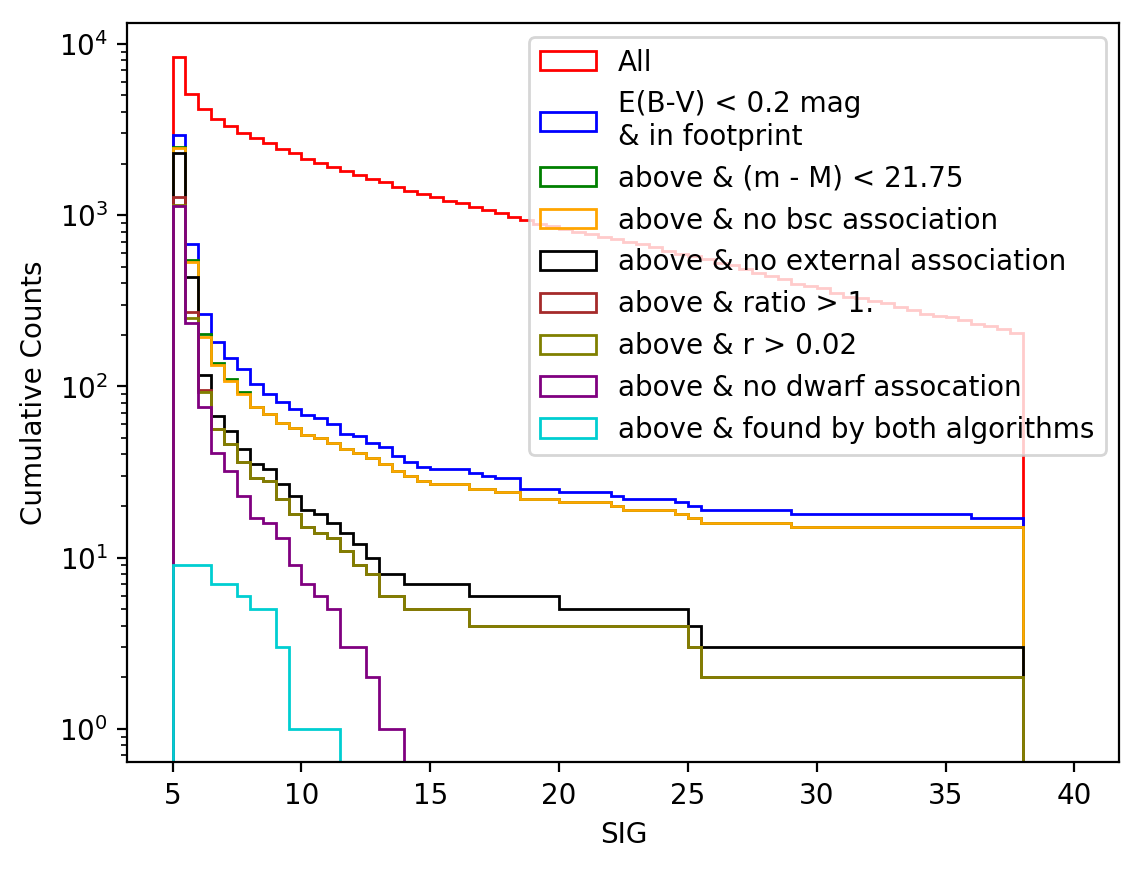 Cumulative Counts
10⁴
10³
10²
10¹
10⁰
All
E(B-V) < 0.2 mag
& in footprint
above & (m - M) < 21.75
above & no bsc association
above & no external association
above & ratio > 1.
above & r > 0.02
above & no dwarf assocation
above & found by both algorithms
5 10 15 20 25 30 35 40
SIG